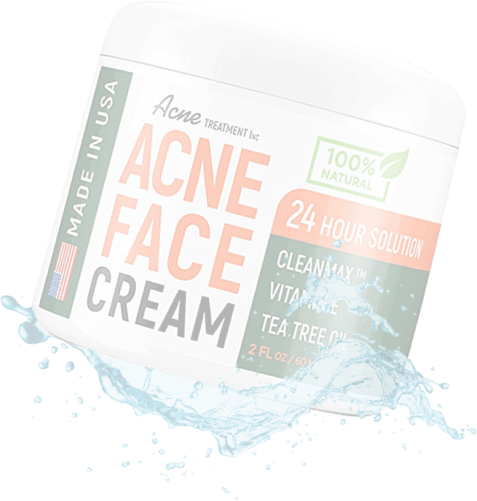 MADE IN USA
Acne TREATMENT INC
ACNE
FACE
CREAM
100%
NATURAL
24 HOUR SOLUTION
CLEANMAX™
TEA TREE
2 FL OZ / 60